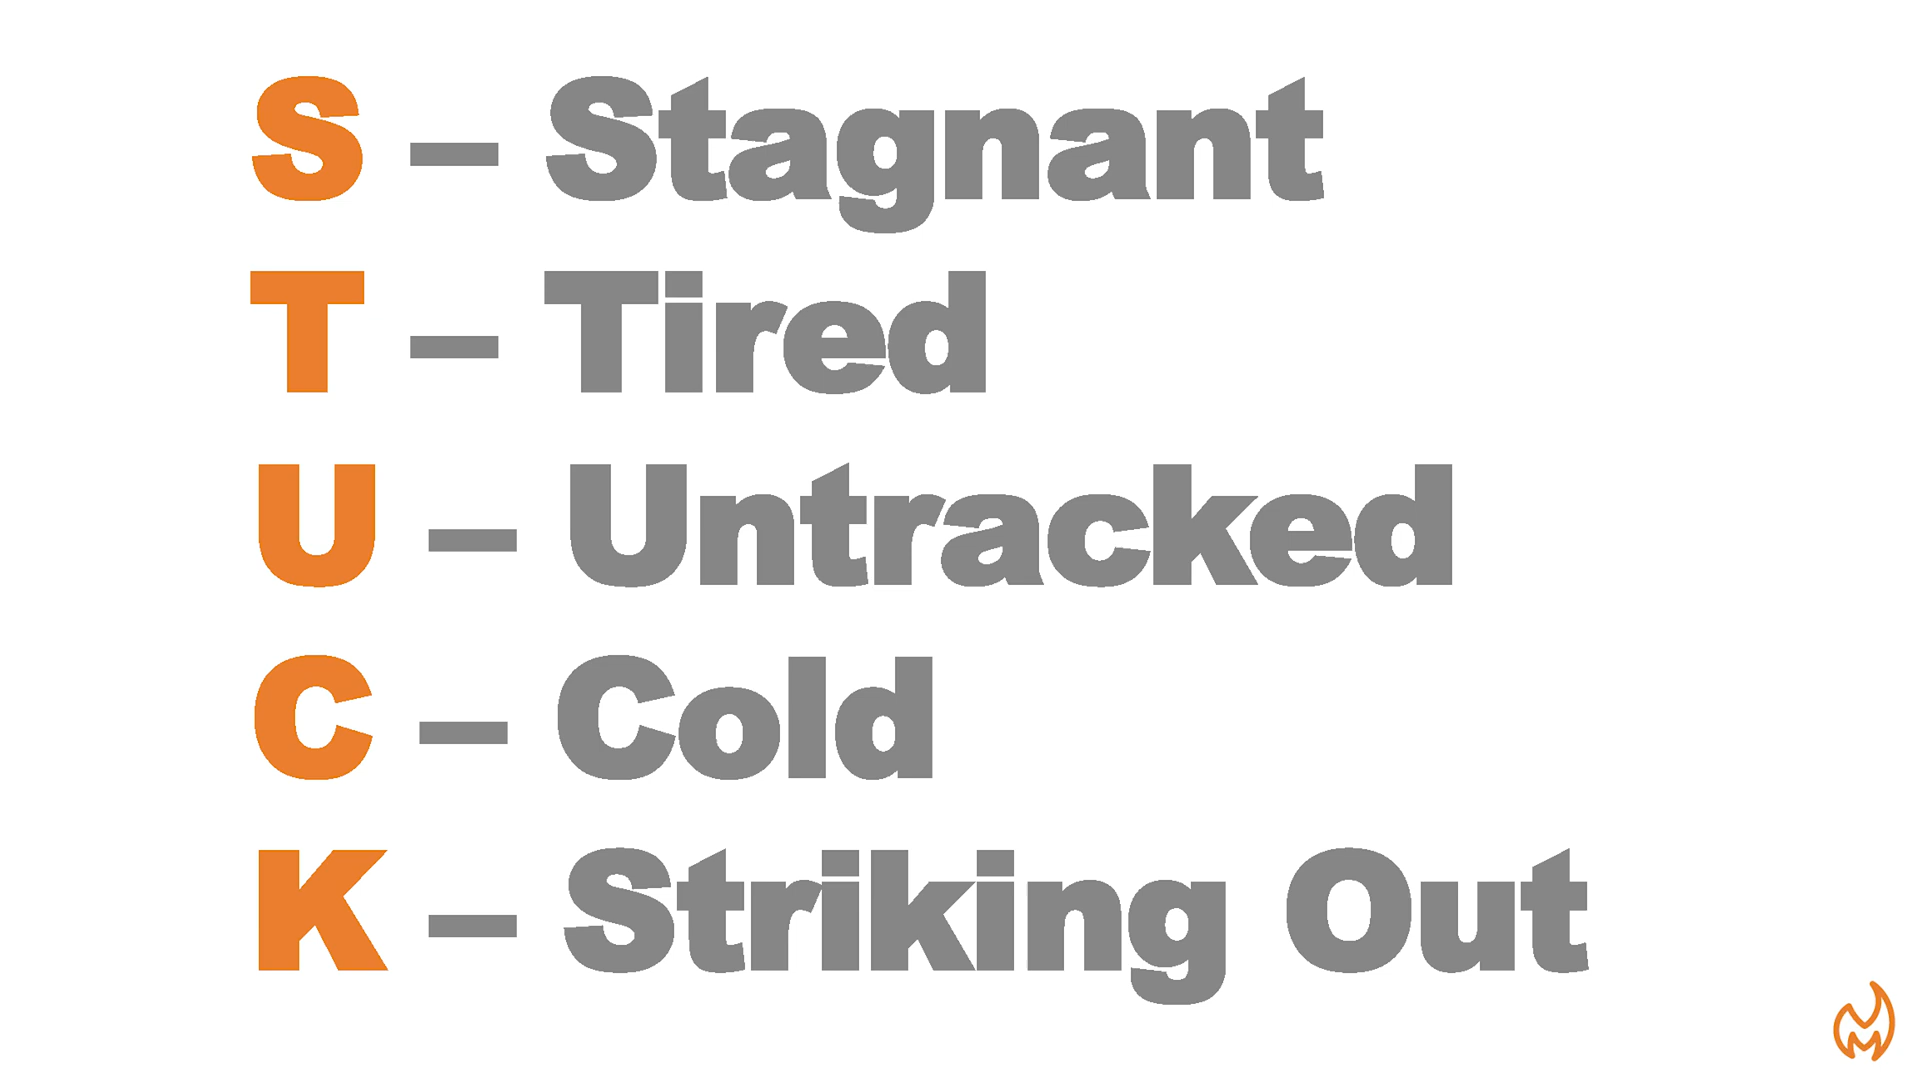 S – Stagnant
T – Tired
U – Untracked
C – Cold
K – Striking Out